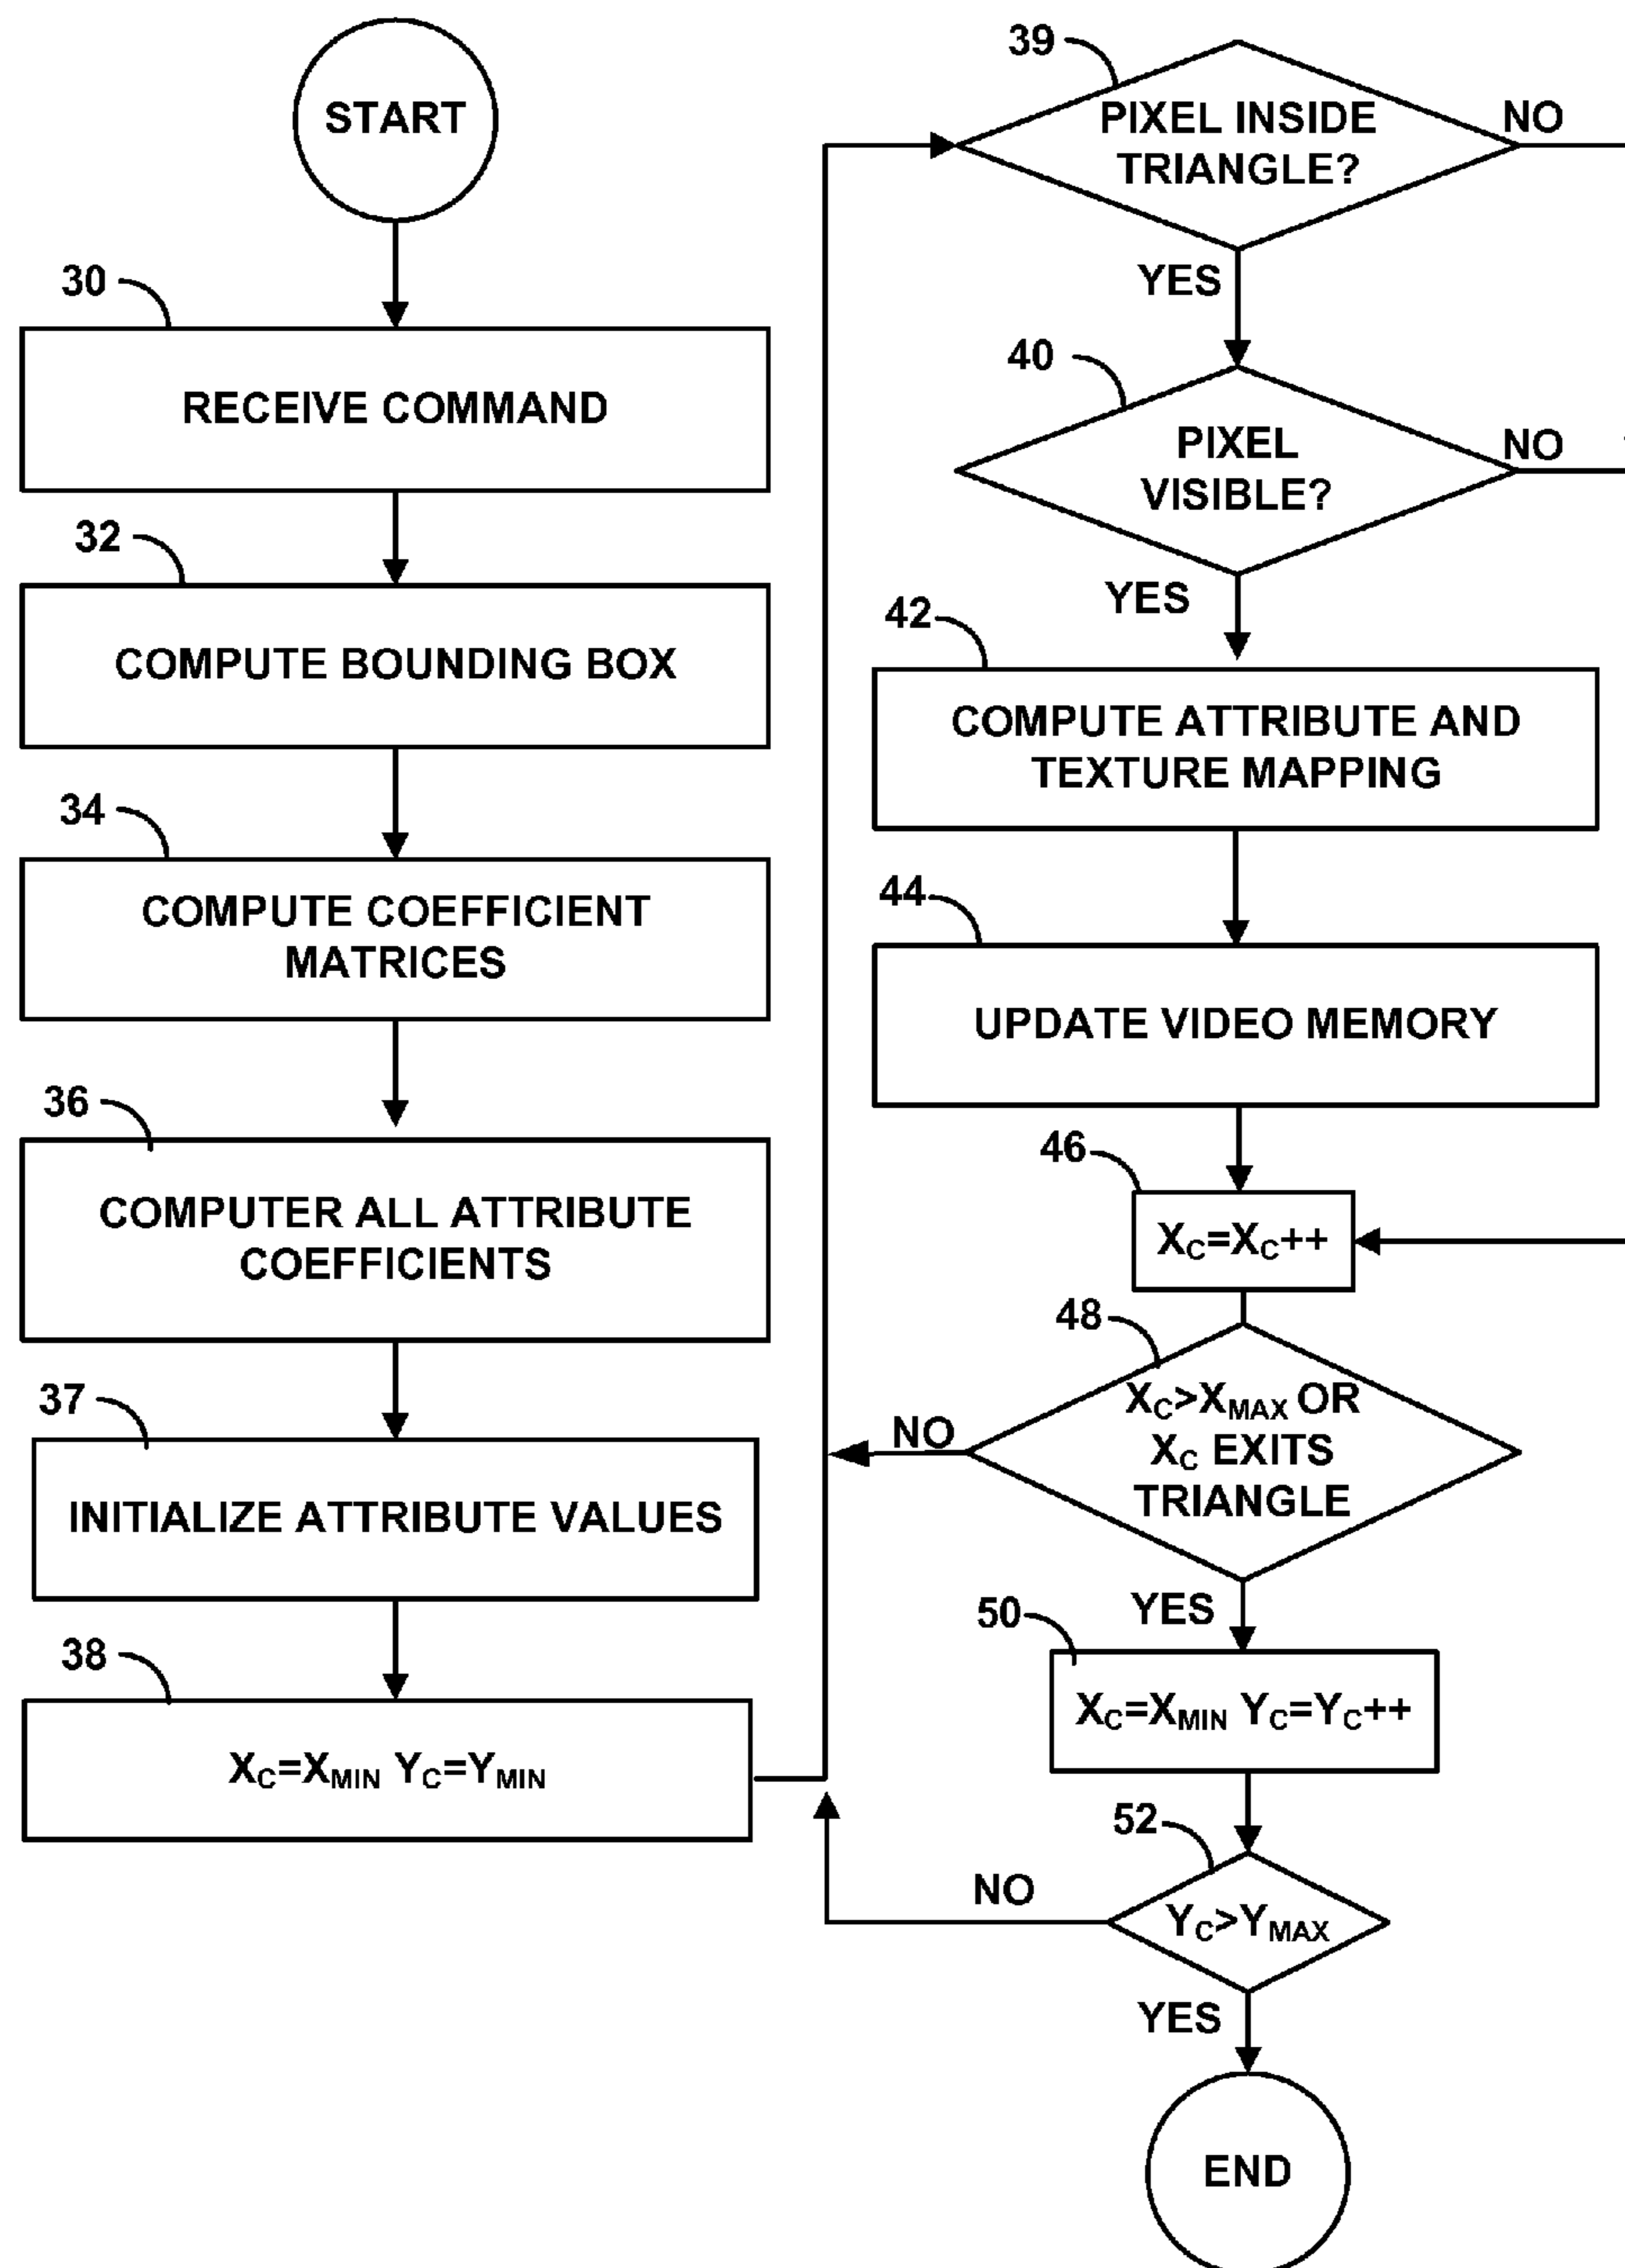 START
30
RECEIVE COMMAND
32
COMPUTE BOUNDING BOX
34
COMPUTE COEFFICIENT
MATRICES
36
COMPUTER ALL ATTRIBUTE
COEFFICIENTS
37
INITIALIZE ATTRIBUTE VALUES
38
XC=XMIN YC=YMIN
39
PIXEL INSIDE
TRIANGLE?
NO
YES
40
PIXEL
VISIBLE?
NO
YES
42
COMPUTE ATTRIBUTE AND
TEXTURE MAPPING
44
UPDATE VIDEO MEMORY
46
XC=XC++
48
XC>XMAX OR
XC EXITS
TRIANGLE
NO
YES
50
XC=XMIN YC=YC++
52
YC>YMAX
NO
YES
END